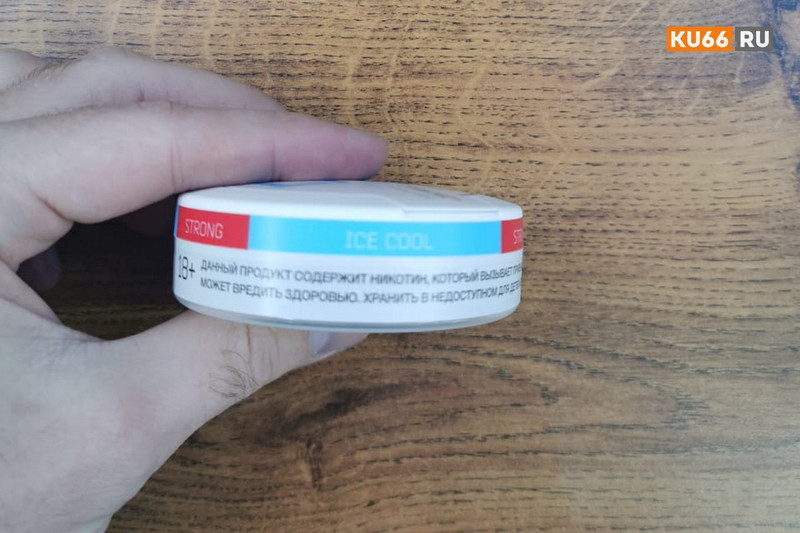 KU66 RU
STRONG ICE COOL
18+
ДАННЫЙ ПРОДУКТ СОДЕРЖИТ НИКОТИН, КОТОРЫЙ ВЫЗЫВАЕТ
МОЖЕТ ВРЕДИТЬ ЗДОРОВЬЮ. ХРАНИТЬ В НЕДОСТУПНОМ ДЛЯ